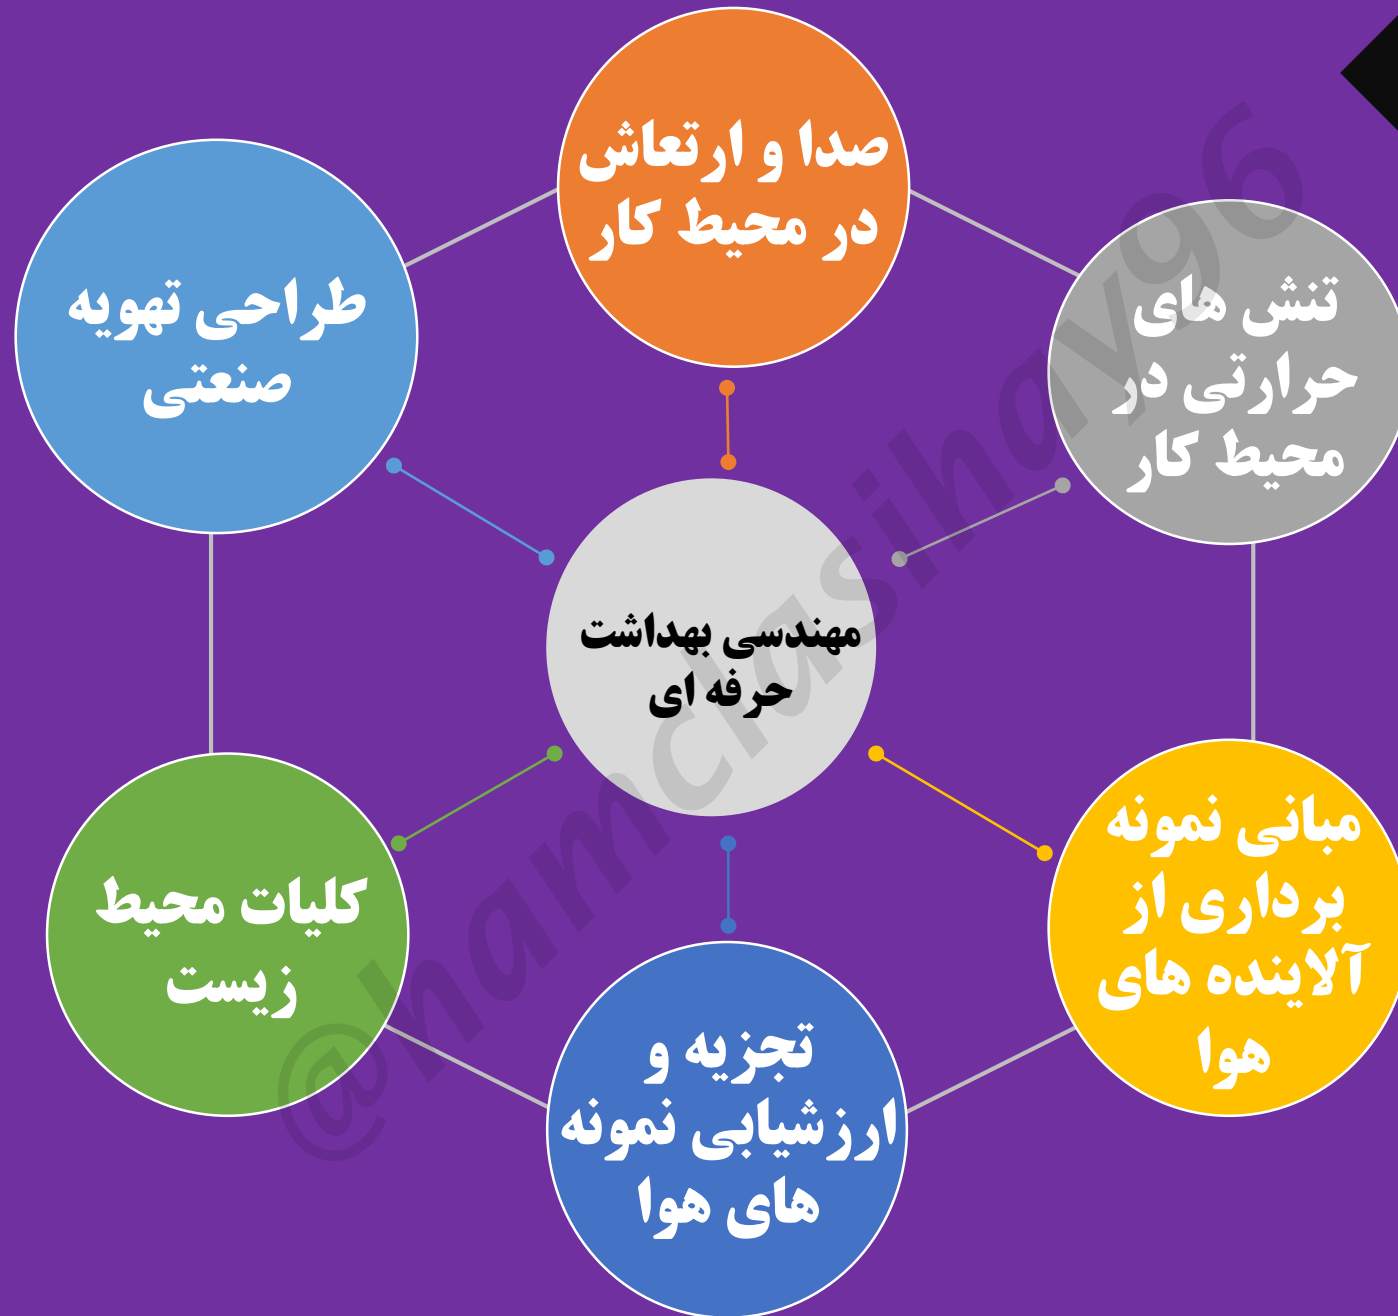 صدا و ارتعاش
در محیط کار
تنش های
حرارتی در
محیط کار
طراحی تهویه
صنعتی
مهندسی بهداشت
حرفه ای
مبانی نمونه
برداری از
آلاینده های
هوا
کلیات محیط
زیست
تجزیه و
ارزشیابی نمونه
های هوا
@hamclasihay96